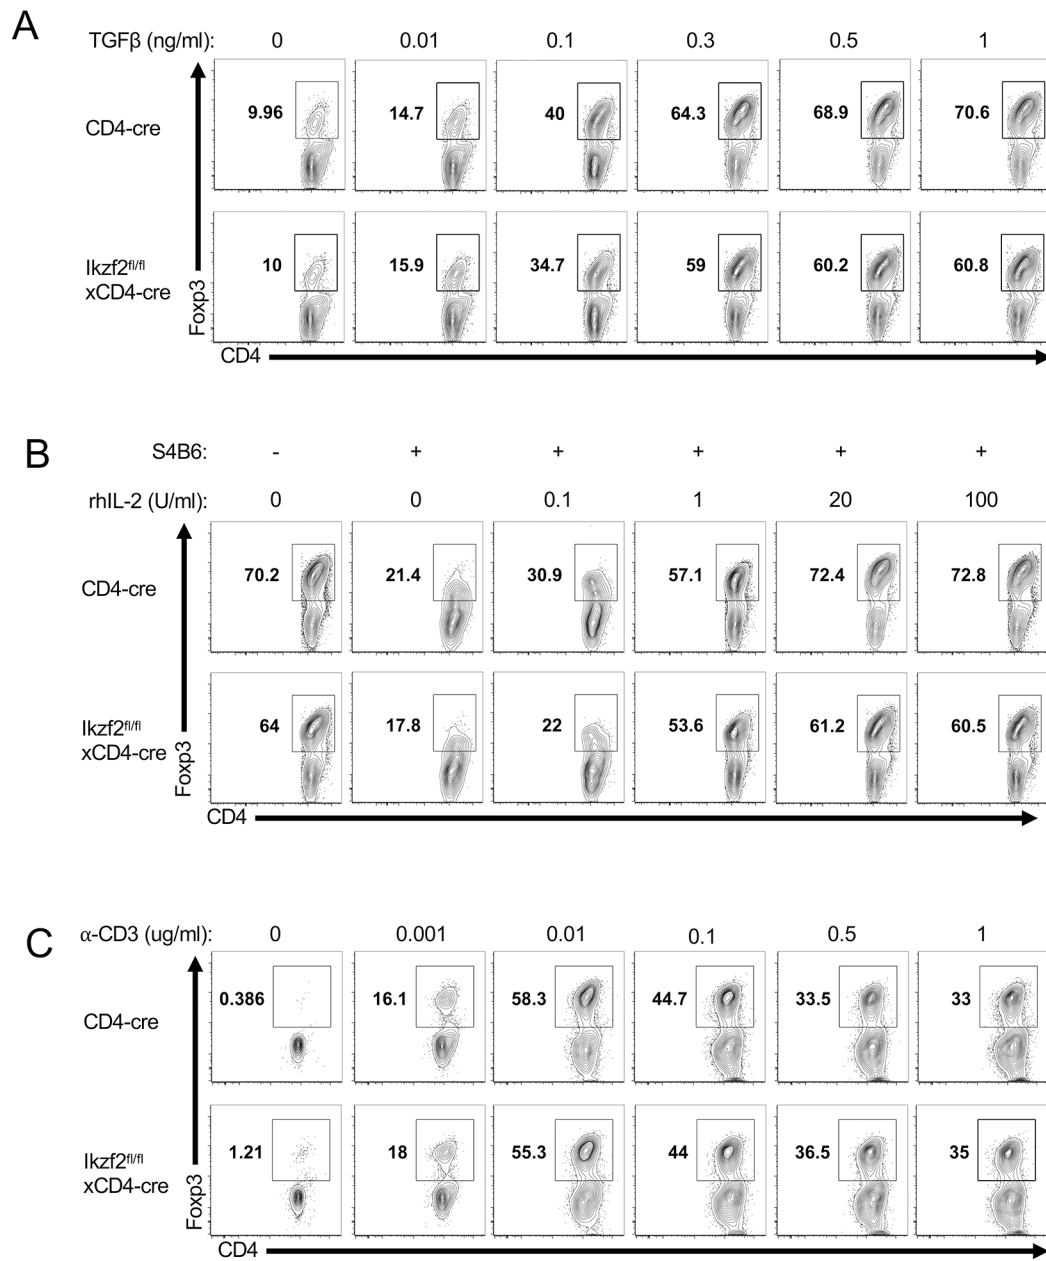 A
TGFβ (ng/ml): 0 0.01 0.1 0.3 0.5 1
CD4-cre 9.96 14.7 40 64.3 68.9 70.6
Ikzf2fl/fl
xCD4-cre 10 15.9 34.7 59 60.2 60.8
Foxp3
CD4
B
S4B6: - + + + + +
rhIL-2 (U/ml): 0 0 0.1 1 20 100
CD4-cre 70.2 21.4 30.9 57.1 72.4 72.8
Ikzf2fl/fl
xCD4-cre 64 17.8 22 53.6 61.2 60.5
Foxp3
CD4
C
α-CD3 (ug/ml): 0 0.001 0.01 0.1 0.5 1
CD4-cre 0.386 16.1 58.3 44.7 33.5 33
Ikzf2fl/fl
xCD4-cre 1.21 18 55.3 44 36.5 35
Foxp3
CD4